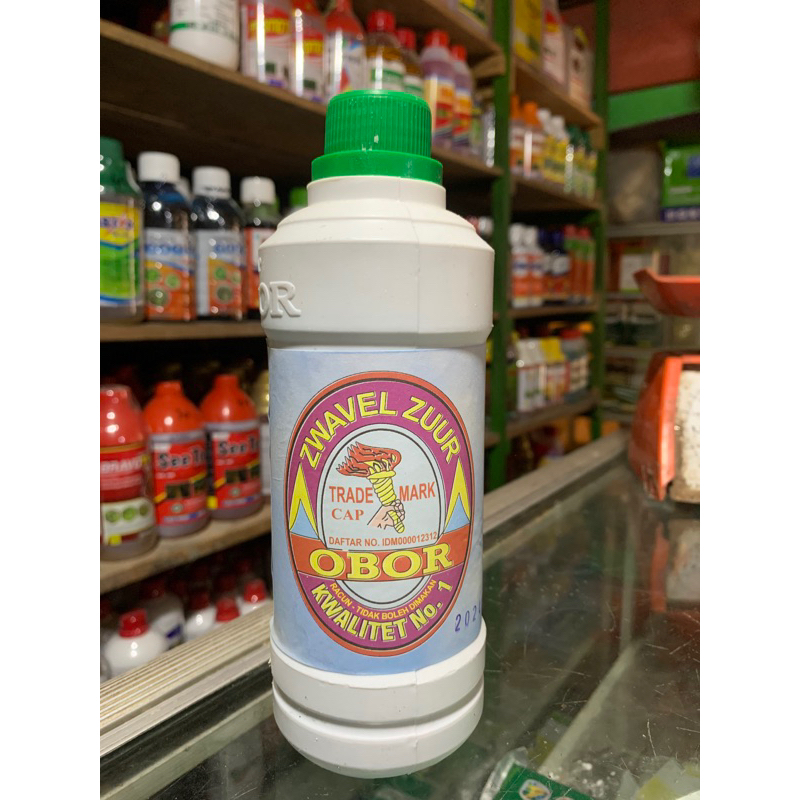 OR
ZWAVEL ZUUR
TRADE MARK
CAP
DAFTAR NO. IDM000012312
OBOR
RACUN - TIDAK BOLEH DIMAKAN
KWALITET No. 1